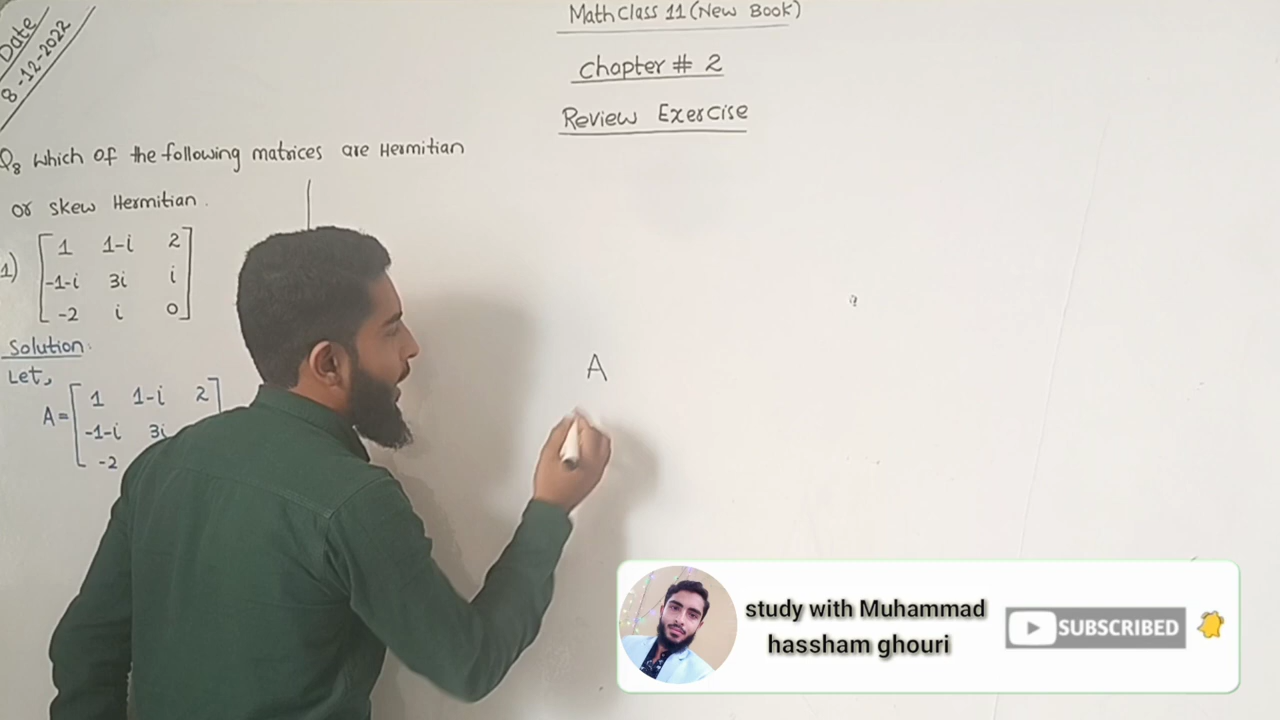 Date
8-12-2022
Math Class 11 (New Book)
Chapter # 2
Review Exercise
Q8 Which of the following matrices are Hermitian
or skew Hermitian.
1) [ 1 1-i 2 ]
[ -1-i 3i i ]
[ -2 i 0 ]
Solution:
Let,
A = [ 1 1-i 2 ]
[ -1-i 3i
[ -2
A
study with Muhammad
hassham ghouri
SUBSCRIBED